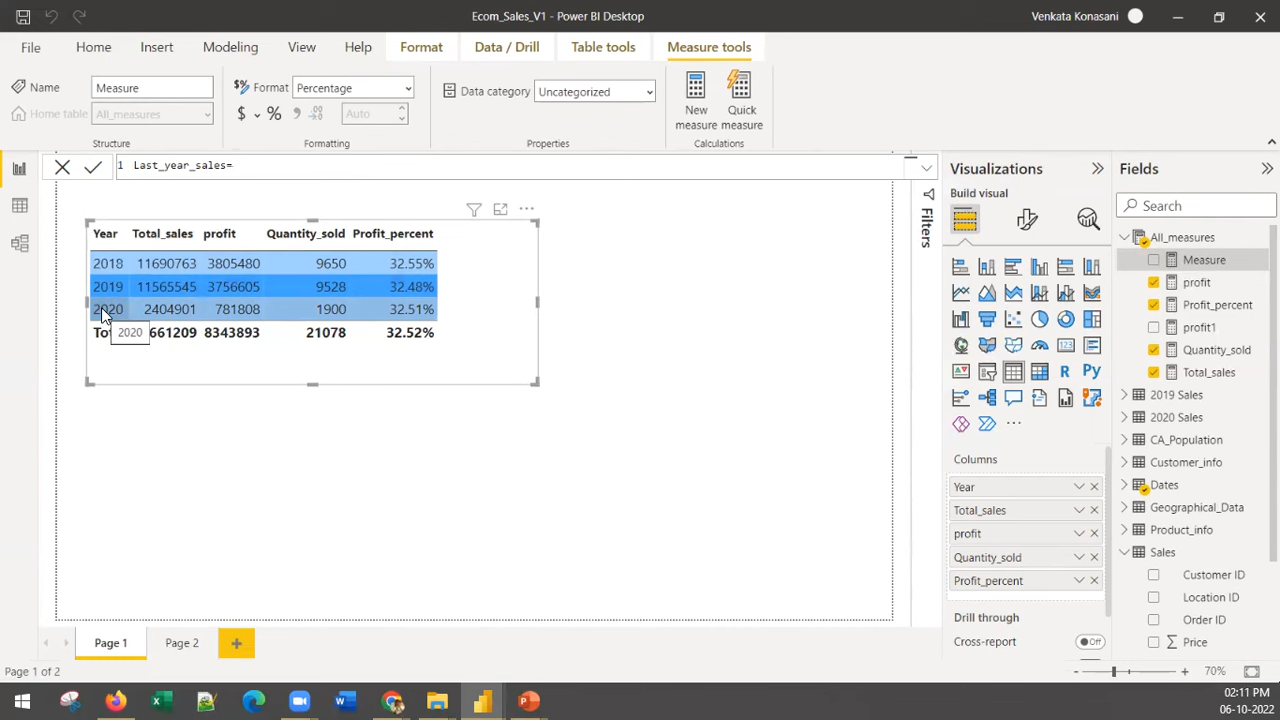 Ecom_Sales_V1 - Power BI Desktop
Venkata Konasani
File
Home
Insert
Modeling
View
Help
Format
Data / Drill
Table tools
Measure tools
Name
Measure
Home table
All_measures
Structure
Format
Percentage
$
%
,
.00
Auto
Formatting
Data category
Uncategorized
Properties
New measure
Quick measure
Calculations
1 Last_year_sales=
Year Total_sales profit Quantity_sold Profit_percent
2018 11690763 3805480 9650 32.55%
2019 11565545 3756605 9528 32.48%
2020 2404901 781808 1900 32.51%
661209 8343893 21078 32.52%
2020
Filters
Visualizations
Build visual
R
Py
123
Columns
Year
Total_sales
profit
Quantity_sold
Profit_percent
Drill through
Cross-report
Off
Fields
Search
All_measures
Measure
profit
Profit_percent
profit1
Quantity_sold
Total_sales
2019 Sales
2020 Sales
CA_Population
Customer_info
Dates
Geographical_Data
Product_info
Sales
Customer ID
Location ID
Order ID
Σ Price
Page 1
Page 2
Page 1 of 2
- + 70%
02:11 PM
06-10-2022